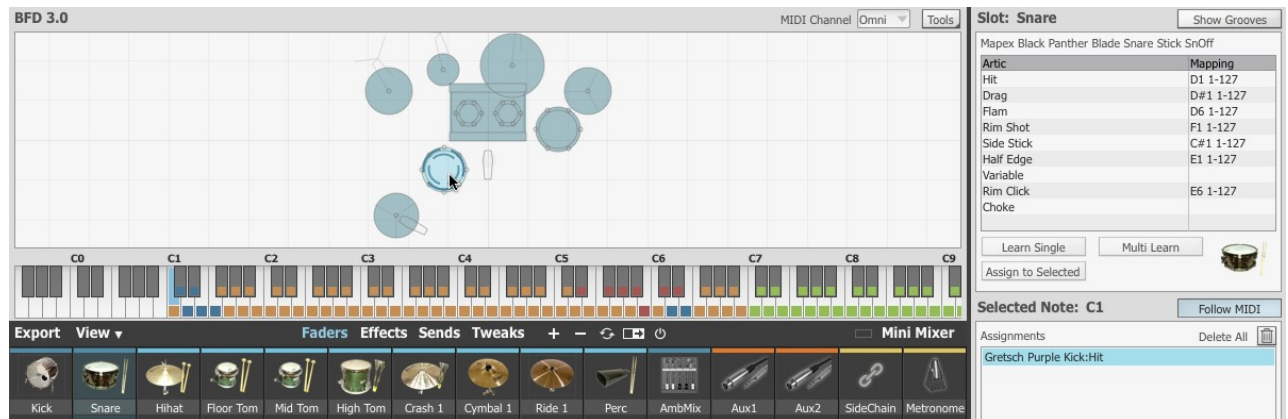 BFD 3.0 MIDI Channel Omni Tools
Slot: Snare Show Grooves
Mapex Black Panther Blade Snare Stick SnOff
Artic Mapping
Hit D1 1-127
Drag D#1 1-127
Flam D6 1-127
Rim Shot F1 1-127
Side Stick C#1 1-127
Half Edge E1 1-127
Variable
Rim Click E6 1-127
Choke
Learn Single Multi Learn
Assign to Selected
C0 C1 C2 C3 C4 C5 C6 C7 C8 C9
Selected Note: C1 Follow MIDI
Assignments Delete All
Gretsch Purple Kick:Hit
Export View Faders Effects Sends Tweaks Mini Mixer
Kick Snare Hihat Floor Tom Mid Tom High Tom Crash 1 Cymbal 1 Ride 1 Perc AmbMix Aux1 Aux2 SideChain Metronome